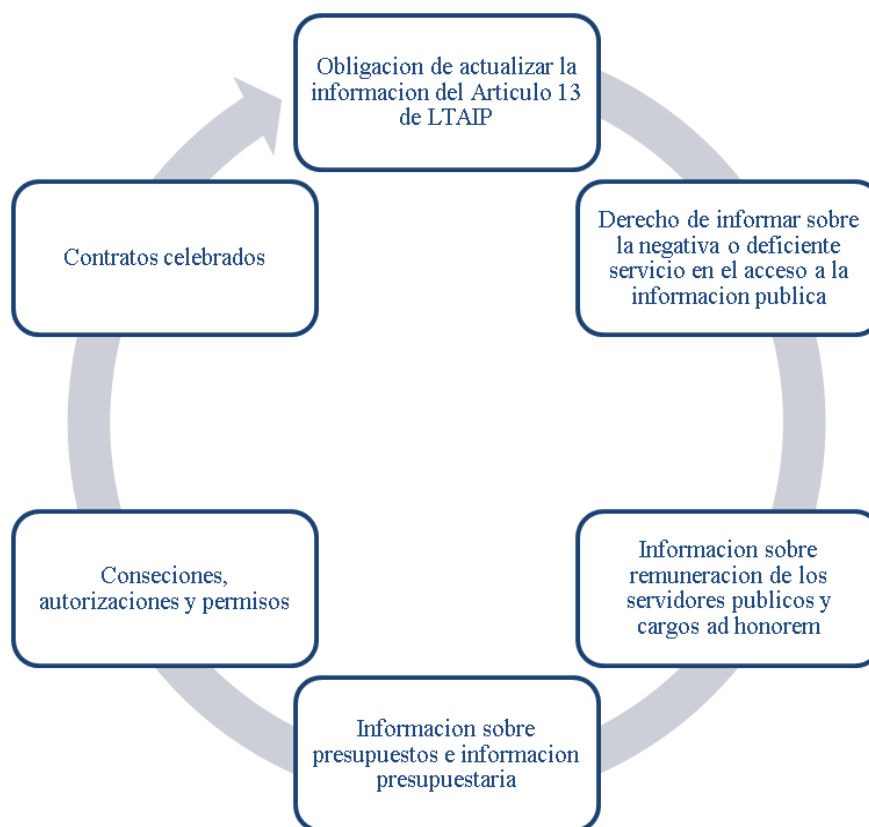 Obligacion de actualizar la
informacion del Articulo 13
de LTAIP
Derecho de informar sobre
la negativa o deficiente
servicio en el acceso a la
informacion publica
Informacion sobre
remuneracion de los
servidores publicos y
cargos ad honorem
Informacion sobre
presupuestos e informacion
presupuestaria
Conseciones,
autorizaciones y permisos
Contratos celebrados